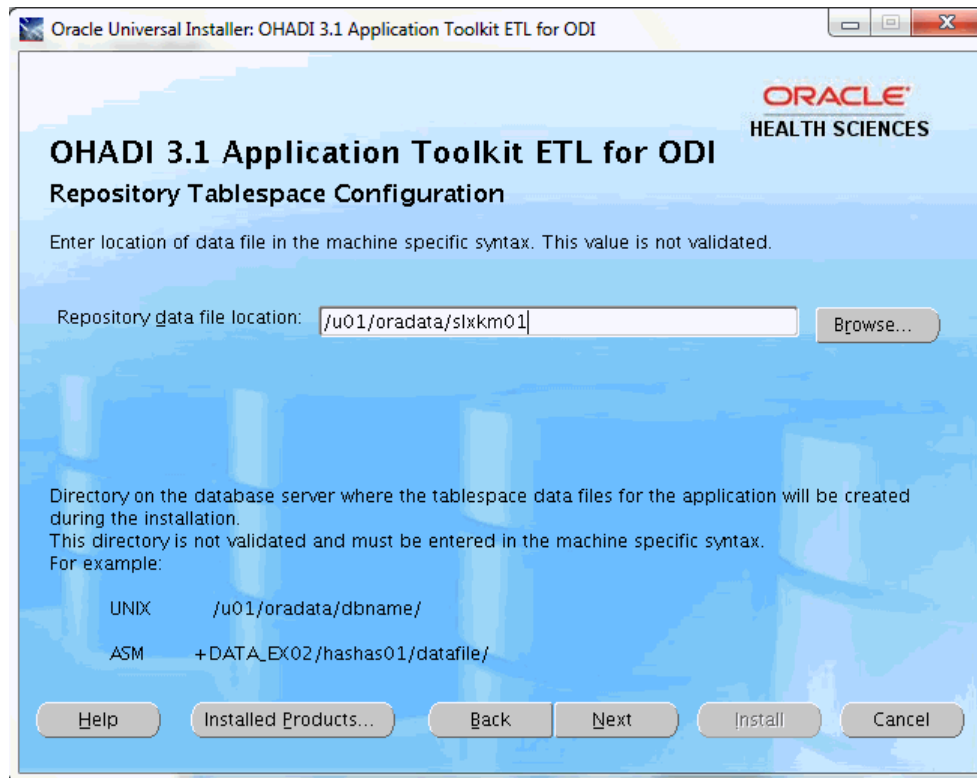 Oracle Universal Installer: OHADI 3.1 Application Toolkit ETL for ODI
ORACLE
HEALTH SCIENCES
OHADI 3.1 Application Toolkit ETL for ODI
Repository Tablespace Configuration
Enter location of data file in the machine specific syntax. This value is not validated.
Repository data file location: /u01/oradata/slxkm01 Browse...
Directory on the database server where the tablespace data files for the application will be created
during the installation.
This directory is not validated and must be entered in the machine specific syntax.
For example:
UNIX /u01/oradata/dbname/
ASM +DATA_EX02/hashas01/datafile/
Help Installed Products... Back Next Install Cancel